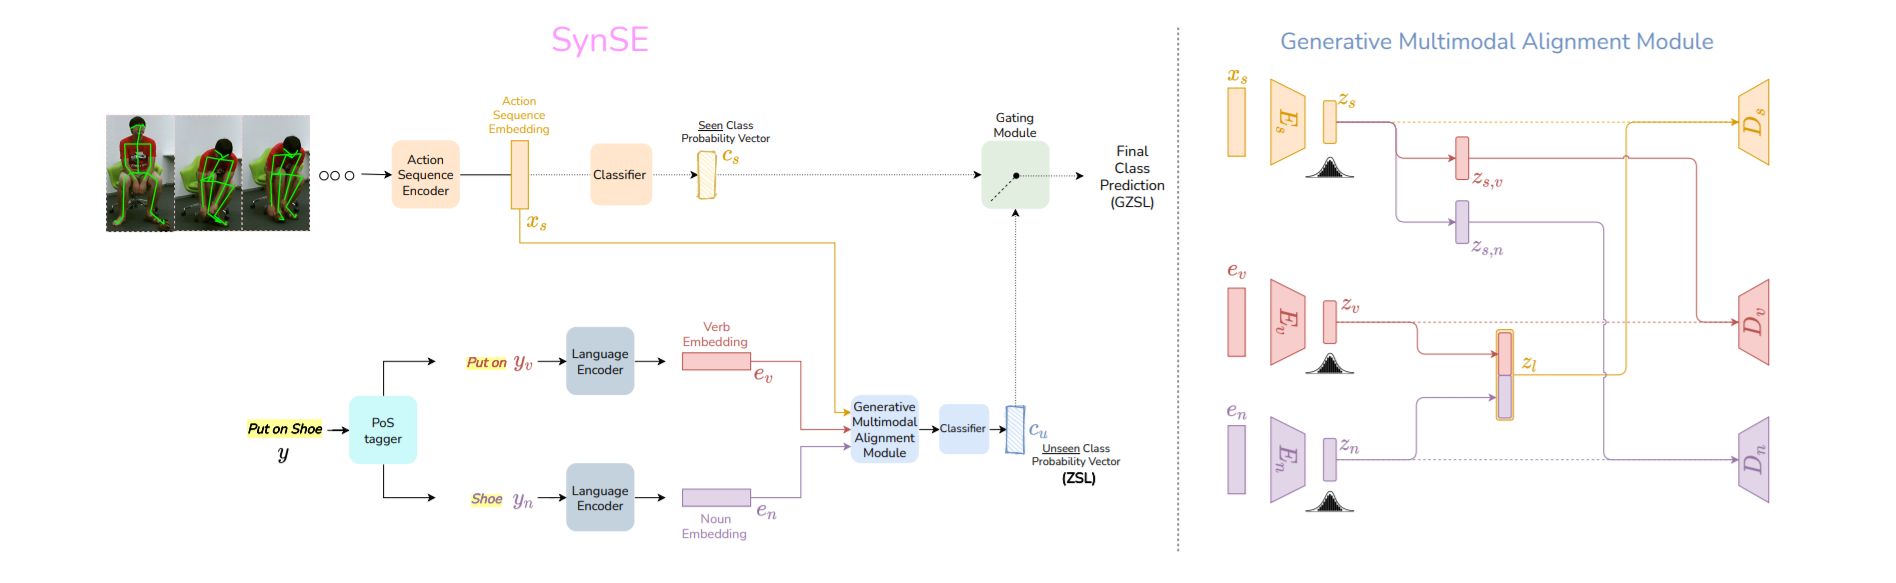 SynSE
Action
Sequence
Embedding
Seen Class
Probability Vector
c_s
Gating
Module
Action
Sequence
Encoder
Classifier
Final
Class
Prediction
(GZSL)
x_s
Put on Shoe
y
PoS
tagger
Put on y_v
Language
Encoder
Verb
Embedding
e_v
Shoe y_n
Language
Encoder
e_n
Noun
Embedding
Generative
Multimodal
Alignment
Module
Classifier
c_u
Unseen Class
Probability Vector
(ZSL)
Generative Multimodal Alignment Module
x_s
E_s
z_s
D_s
z_{s,v}
z_{s,n}
e_v
E_v
z_v
D_v
z_l
e_n
E_n
z_n
D_n